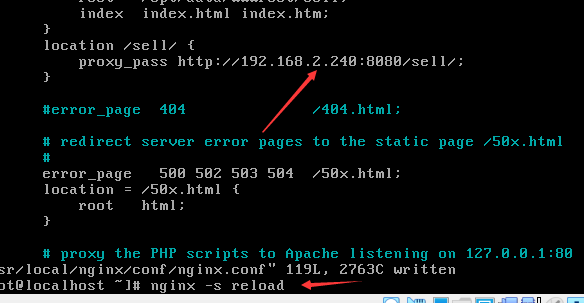 index index.html index.htm;
}
location /sell/ {
proxy_pass http://192.168.2.240:8080/sell/;
}
#error_page 404 /404.html;
# redirect server error pages to the static page /50x.html
#
error_page 500 502 503 504 /50x.html;
location = /50x.html {
root html;
}
# proxy the PHP scripts to Apache listening on 127.0.0.1:80
sr/local/nginx/conf/nginx.conf" 119L, 2763C written
ot@localhost ~]# nginx -s reload